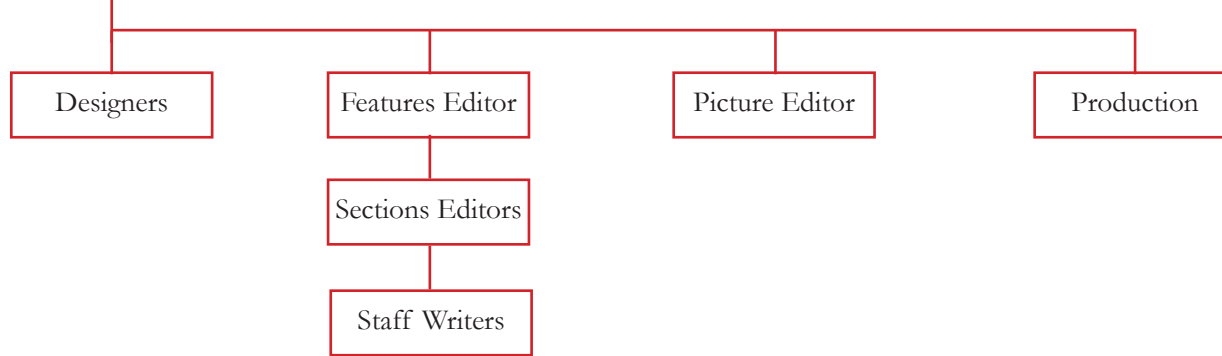 Designers
Features Editor
Picture Editor
Production
Sections Editors
Staff Writers